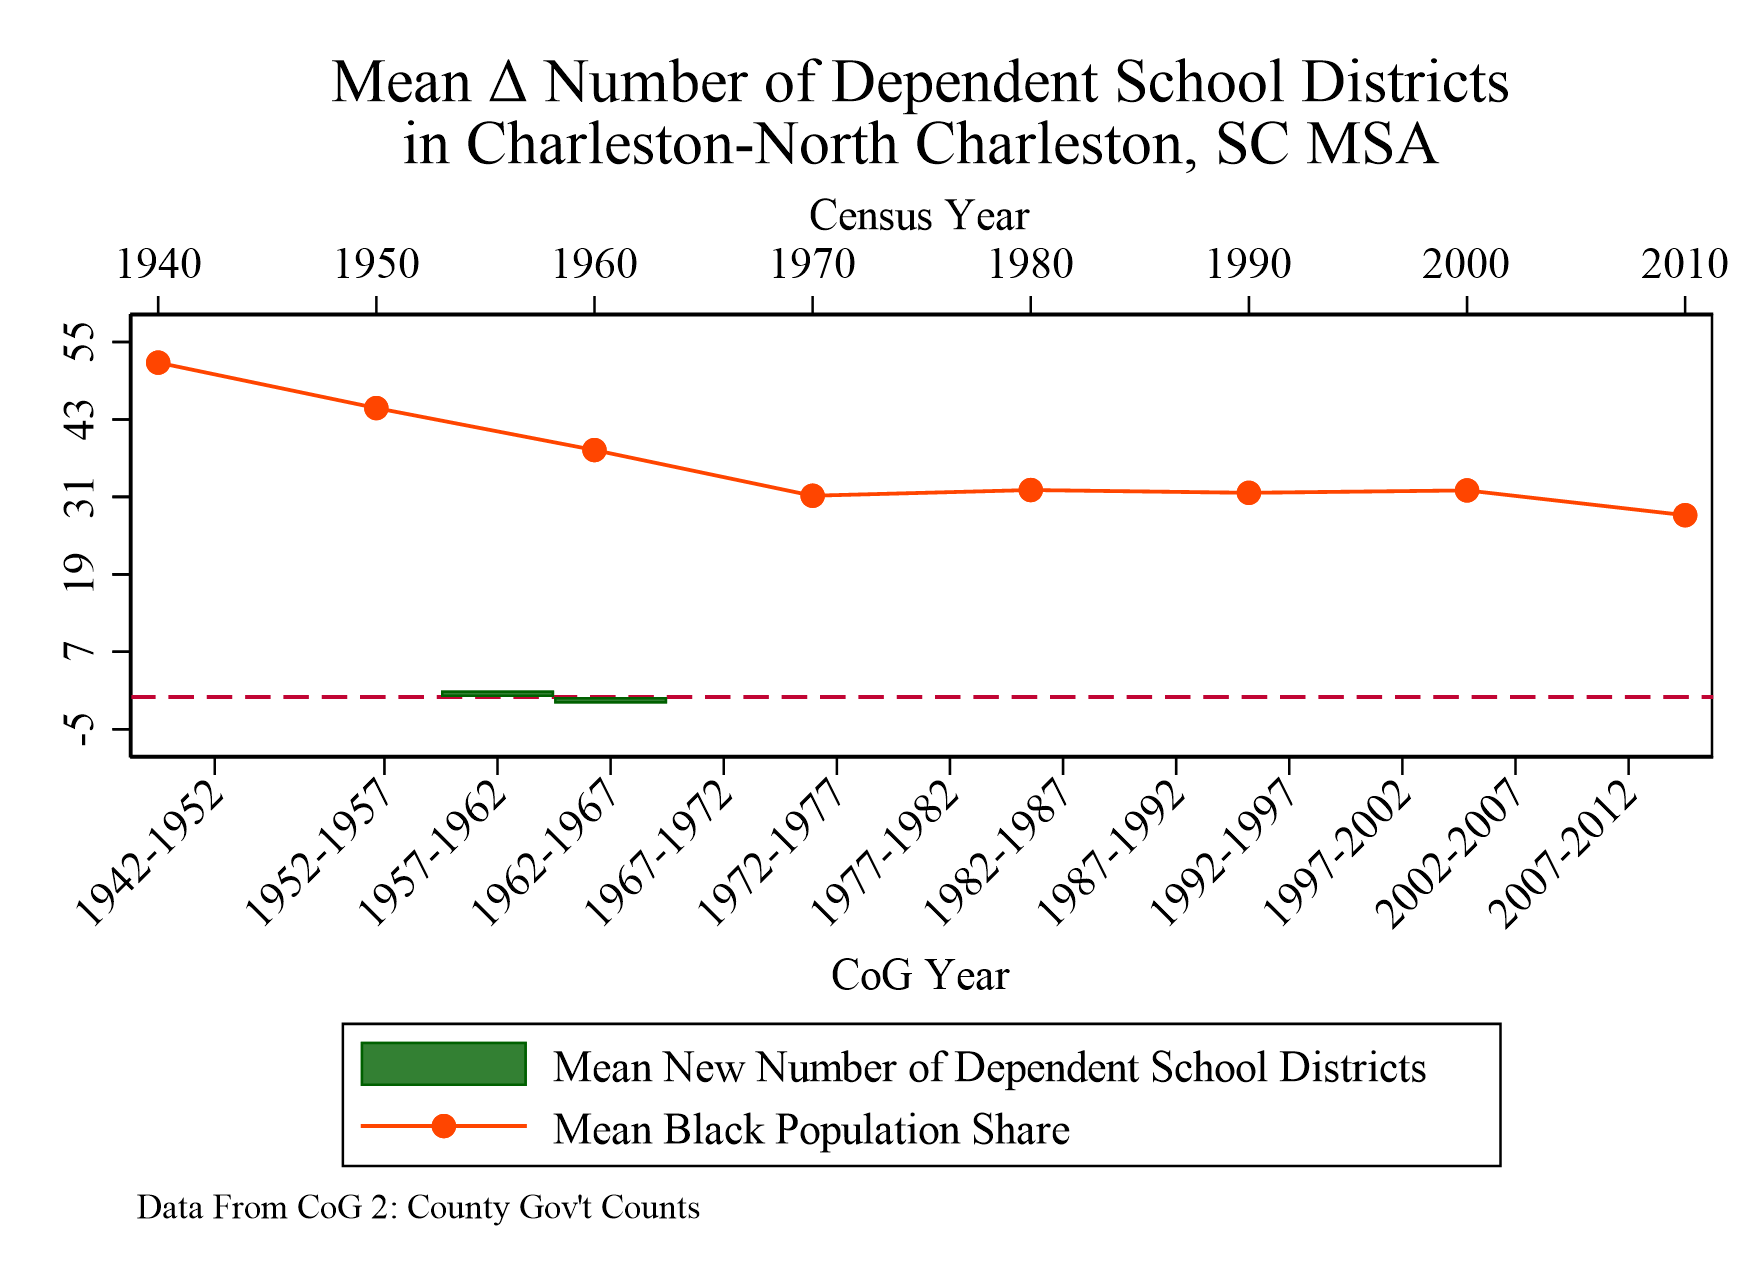 Mean Δ Number of Dependent School Districts
in Charleston-North Charleston, SC MSA
Census Year
1940 1950 1960 1970 1980 1990 2000 2010
55
43
31
19
7
-5
1942-1952 1952-1957 1957-1962 1962-1967 1967-1972 1972-1977 1977-1982 1982-1987 1987-1992 1992-1997 1997-2002 2002-2007 2007-2012
CoG Year
Mean New Number of Dependent School Districts
Mean Black Population Share
Data From CoG 2: County Gov't Counts